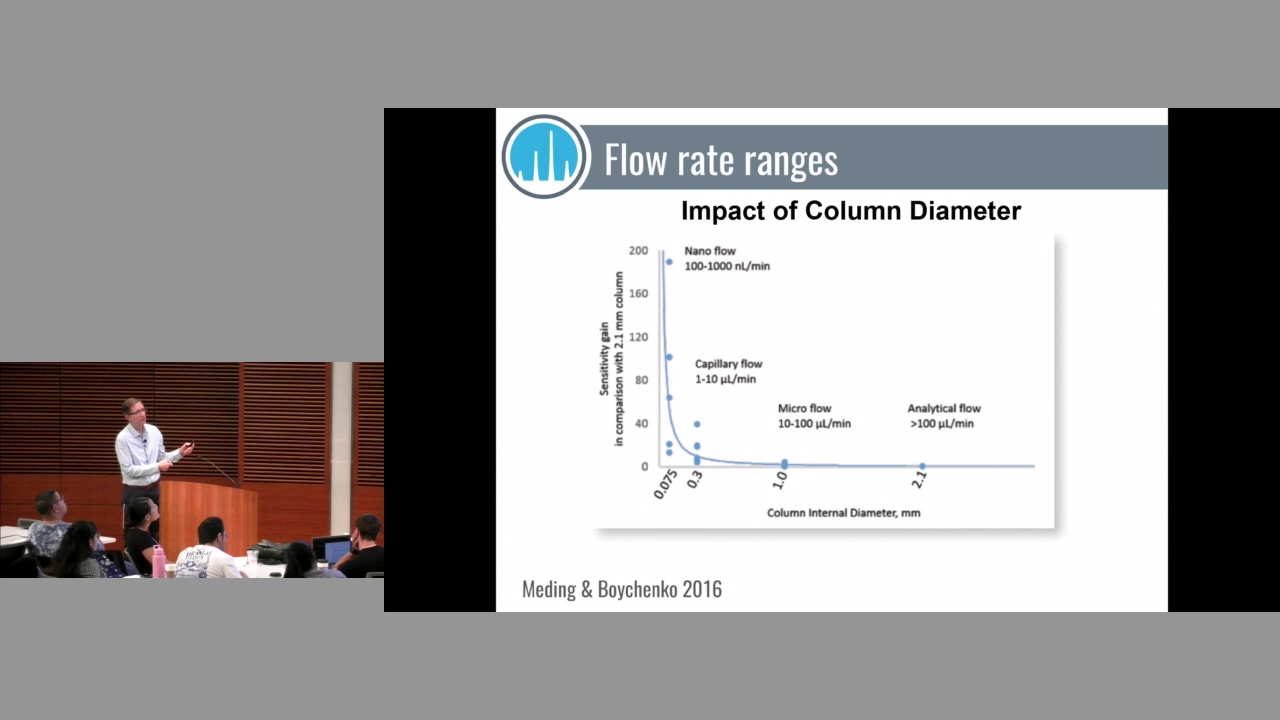 Flow rate ranges
Impact of Column Diameter
Sensitivity gain
in comparison with 2.1 mm column
200
160
120
80
40
0
Nano flow
100-1000 nL/min
Capillary flow
1-10 µL/min
Micro flow
10-100 µL/min
Analytical flow
>100 µL/min
0.075
0.3
1.0
2.1
Column Internal Diameter, mm
Meding & Boychenko 2016